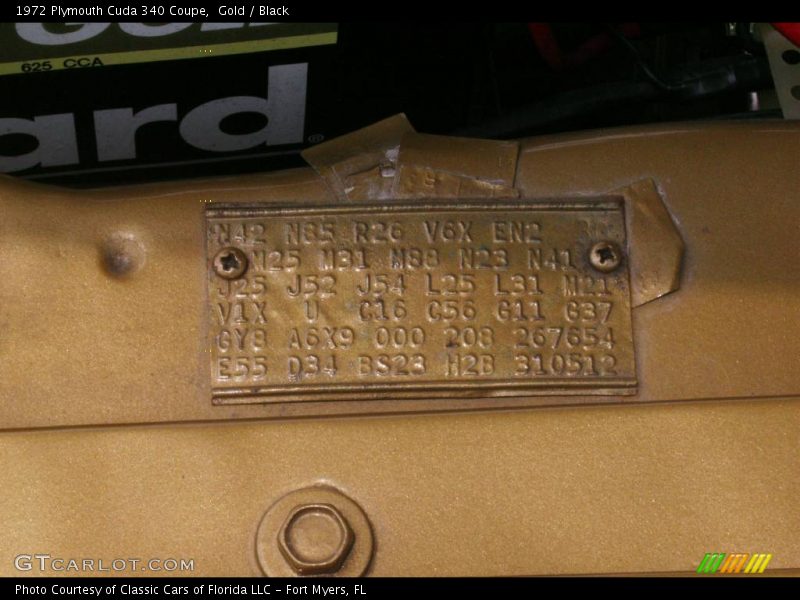 1972 Plymouth Cuda 340 Coupe, Gold / Black
625 CCA
ard
N42 N85 R26 V6X EN2
M25 M31 M88 N23 N41
J25 J52 J54 L25 L31 M21
V1X U C16 C56 G11 G37
GY8 A6X9 000 208 267654
E55 D34 BS23 H2B 310512
GTCARLOT.COM
Photo Courtesy of Classic Cars of Florida LLC - Fort Myers, FL